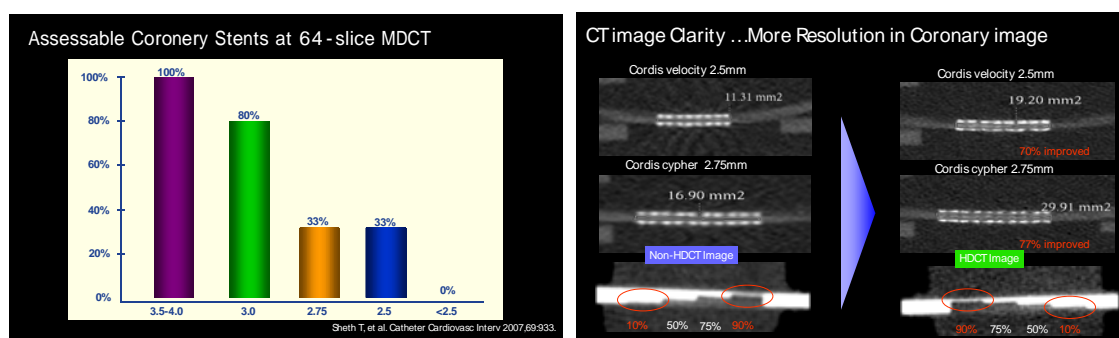 Assessable Coronery Stents at 64-slice MDCT
100%
80%
60%
40%
20%
0%
100%
80%
33%
33%
0%
3.5-4.0
3.0
2.75
2.5
<2.5
Sheth T, et al. Catheter Cardiovasc Interv 2007,69:933.
CT image Clarity ...More Resolution in Coronary image
Cordis velocity 2.5mm
11.31 mm2
Cordis cypher 2.75mm
16.90 mm2
Non-HDCT Image
10% 50% 75% 90%
Cordis velocity 2.5mm
19.20 mm2
70% improved
Cordis cypher 2.75mm
29.91 mm2
77% improved
HDCT Image
90% 75% 50% 10%